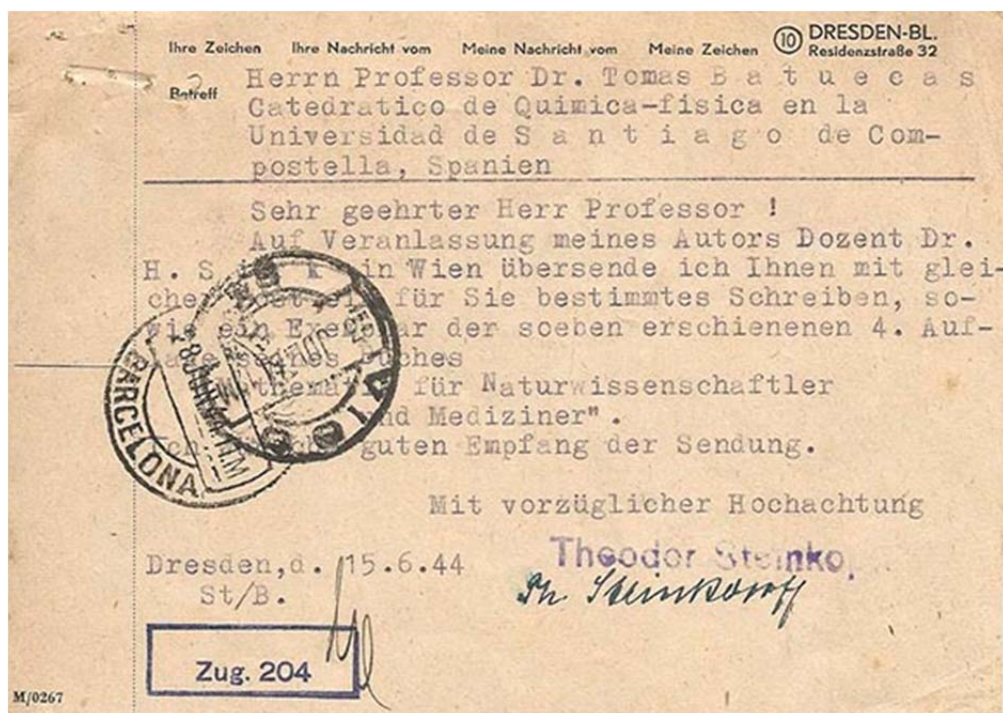 Ihre Zeichen Ihre Nachricht vom Meine Nachricht vom Meine Zeichen
10 DRESDEN-BL.
Residenzstraße 32
Betreff
Herrn Professor Dr. Tomas B a t u e c a s
Catedratico de Quimica-fisica en la
Universidad de S a n t i a g o de Com-
postella, Spanien
Sehr geehrter Herr Professor !
Auf Veranlassung meines Autors Dozent Dr.
H. in Wien übersende ich Ihnen mit glei-
für Sie bestimmtes Schreiben, so-
wie ein der soeben erschienenen 4. Auf-
für Naturwissenschaftler
Mediziner".
guten Empfang der Sendung.
Mit vorzüglicher Hochachtung
Dresden,d. 15.6.44
St/B.
Theodor Steinko
Th Steinkopff
BARCELONA
Zug. 204
M/0267